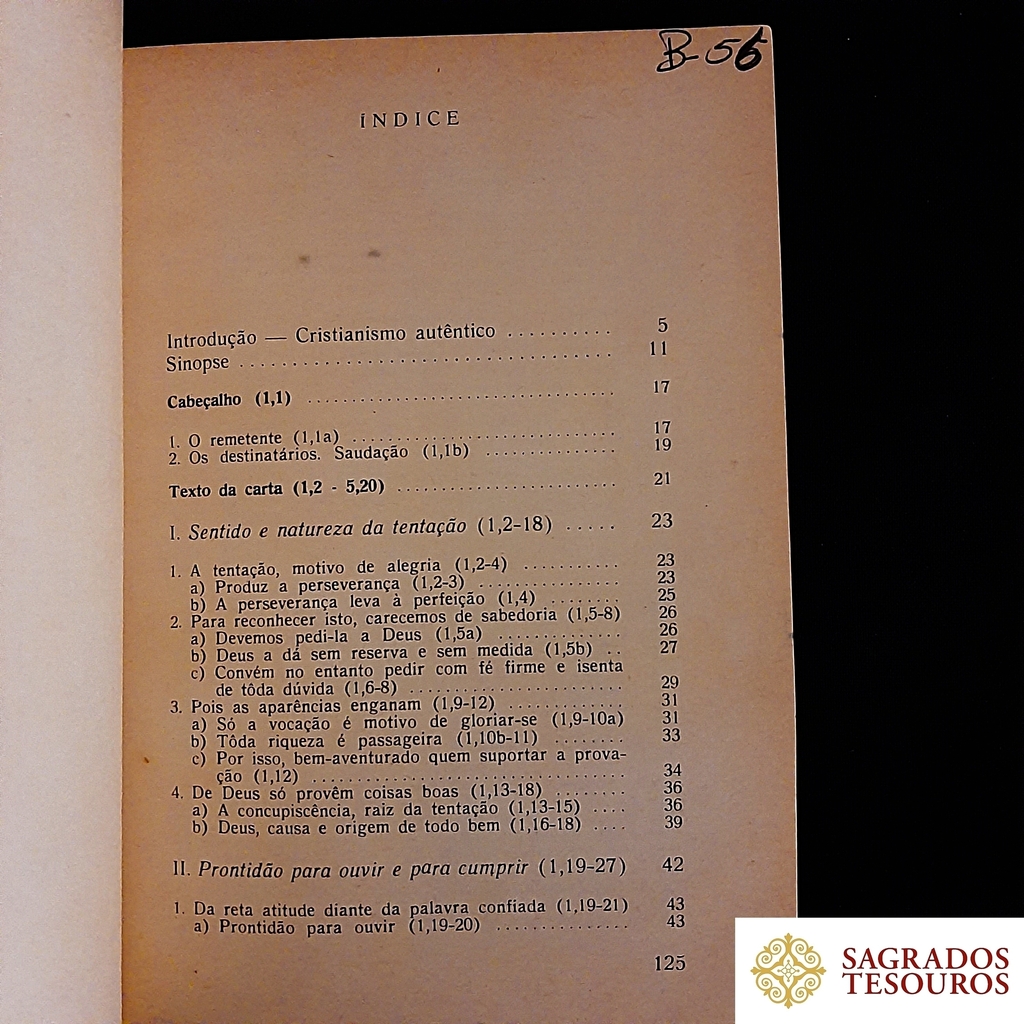 B-56
ÍNDICE
Introdução — Cristianismo autêntico .......... 5
Sinopse .................................... 11
Cabeçalho (1,1) .................................. 17
1. O remetente (1,1a) ............................. 17
2. Os destinatários. Saudação (1,1b) ............... 19
Texto da carta (1,2 - 5,20) ......................... 21
I. Sentido e natureza da tentação (1,2-18) ..... 23
1. A tentação, motivo de alegria (1,2-4) ........... 23
a) Produz a perseverança (1,2-3) ................ 23
b) A perseverança leva à perfeição (1,4) ........ 25
2. Para reconhecer isto, carecemos de sabedoria (1,5-8) 26
a) Devemos pedi-la a Deus (1,5a) .............. 26
b) Deus a dá sem reserva e sem medida (1,5b) .. 27
c) Convém no entanto pedir com fé firme e isenta
de tôda dúvida (1,6-8) ........................ 29
3. Pois as aparências enganam (1,9-12) ............. 31
a) Só a vocação é motivo de gloriar-se (1,9-10a) 31
b) Tôda riqueza é passageira (1,10b-11) ........ 33
c) Por isso, bem-aventurado quem suportar a prova-
ção (1,12) ................................... 34
4. De Deus só provêm coisas boas (1,13-18) ........ 36
a) A concupiscência, raiz da tentação (1,13-15) .... 36
b) Deus, causa e origem de todo bem (1,16-18) .... 39
II. Prontidão para ouvir e para cumprir (1,19-27) 42
1. Da reta atitude diante da palavra confiada (1,19-21) 43
a) Prontidão para ouvir (1,19-20) ............... 43
125
SAGRADOS
TESOUROS